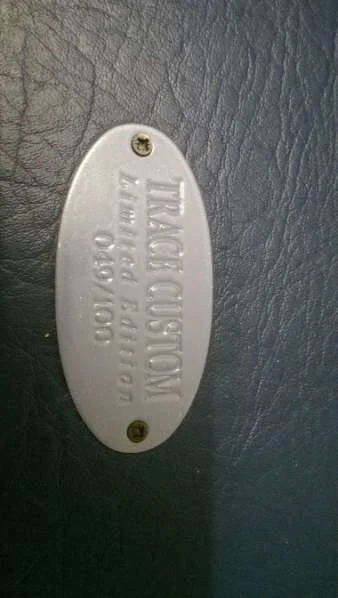 TRACE CUSTOM
Limited Edition
049/100